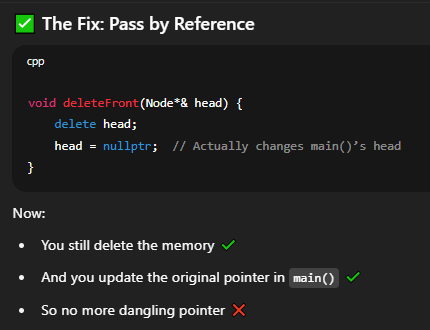 ✅ The Fix: Pass by Reference
cpp
void deleteFront(Node*& head) {
    delete head;
    head = nullptr;  // Actually changes main()’s head
}
Now:
• You still delete the memory ✔
• And you update the original pointer in main() ✔
• So no more dangling pointer ❌